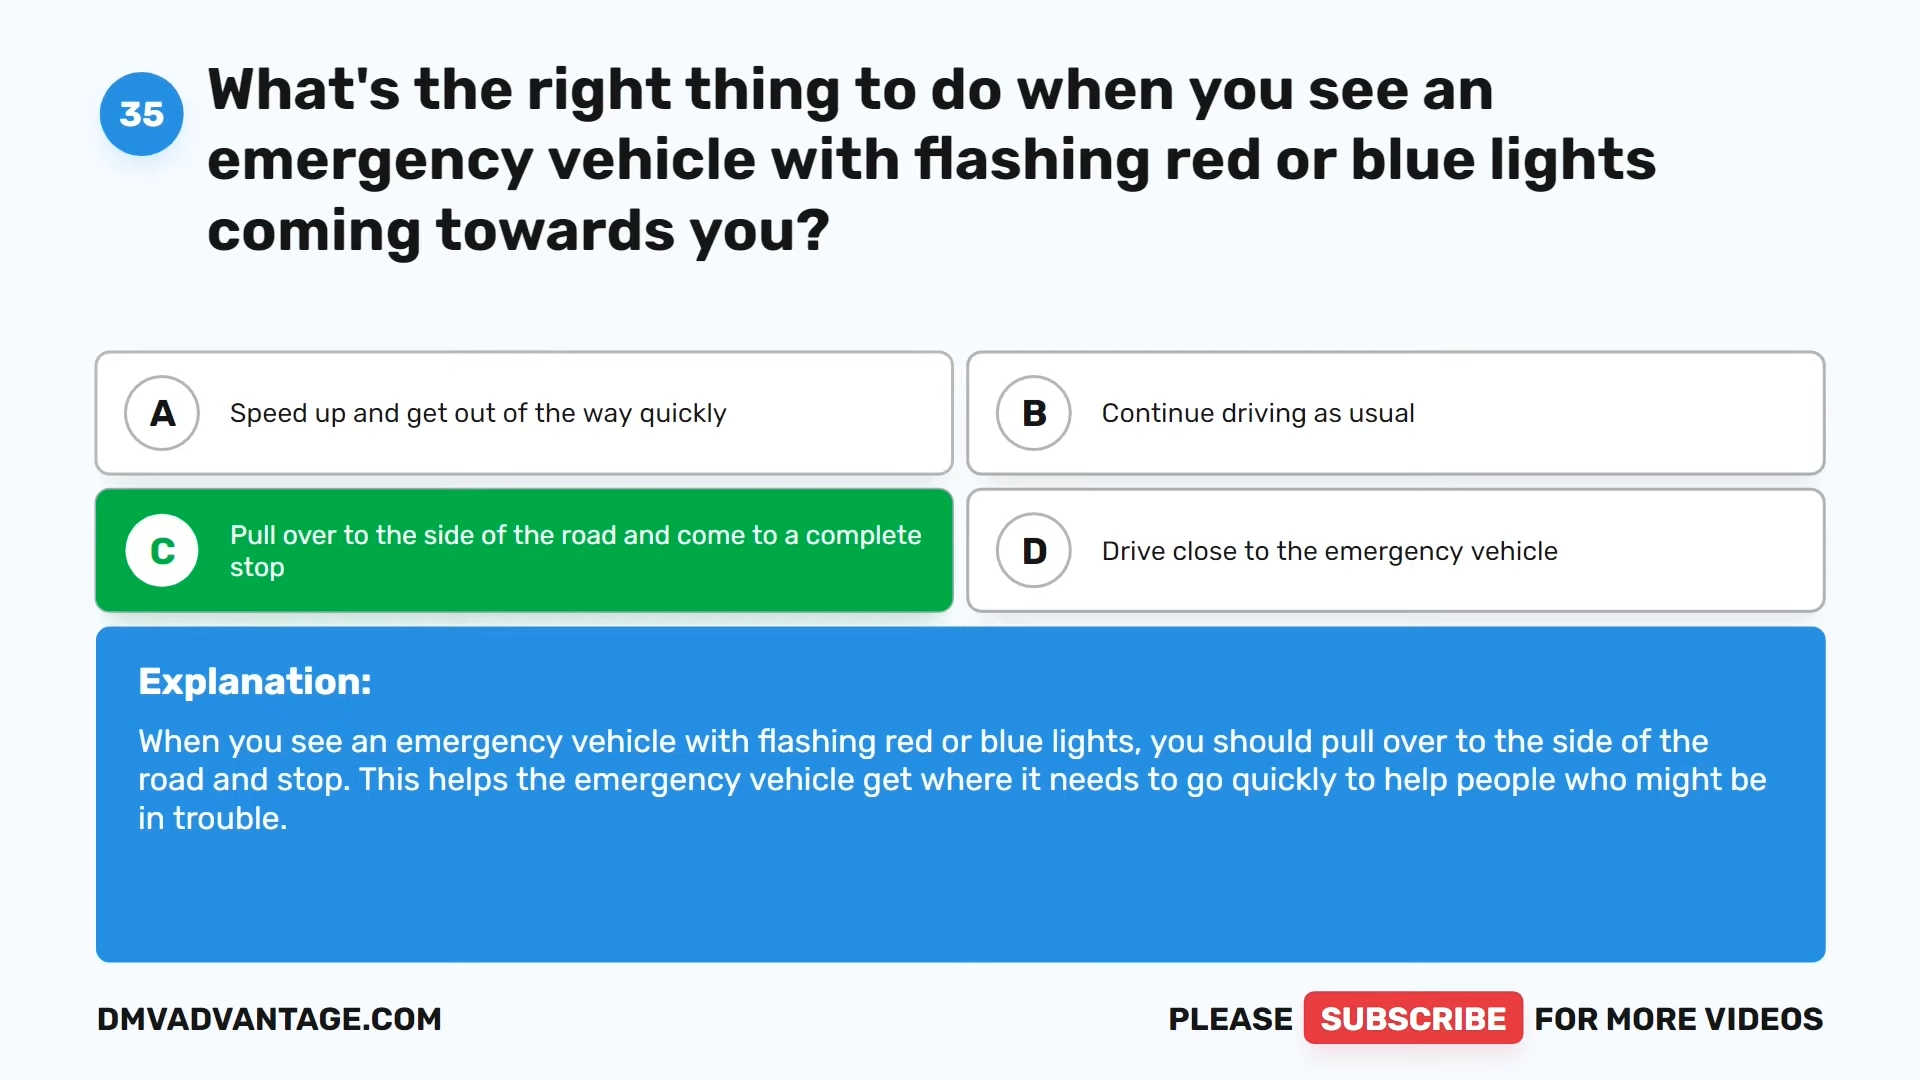 35
What's the right thing to do when you see an
emergency vehicle with flashing red or blue lights
coming towards you?
A Speed up and get out of the way quickly
B Continue driving as usual
C Pull over to the side of the road and come to a complete
stop
D Drive close to the emergency vehicle
Explanation:
When you see an emergency vehicle with flashing red or blue lights, you should pull over to the side of the
road and stop. This helps the emergency vehicle get where it needs to go quickly to help people who might be
in trouble.
DMVADVANTAGE.COM
PLEASE SUBSCRIBE FOR MORE VIDEOS